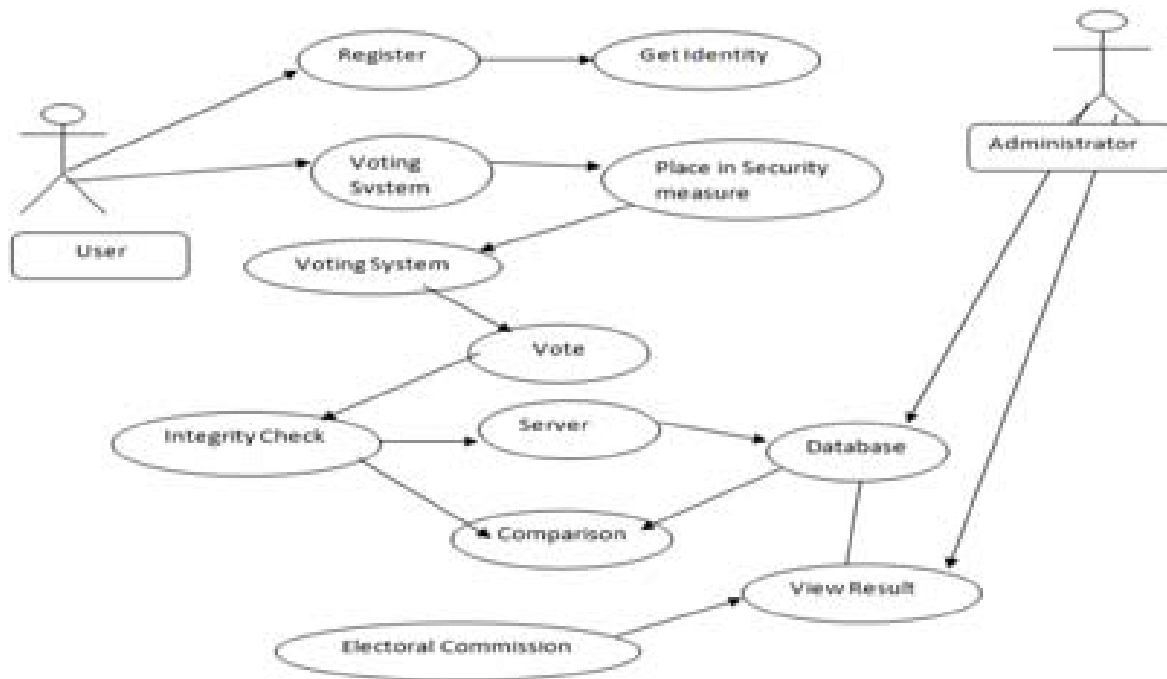 Register
Get Identity
Administrator
Voting
System
Place in Security
measure
User
Voting System
Vote
Integrity Check
Server
Database
Comparison
View Result
Electoral Commission